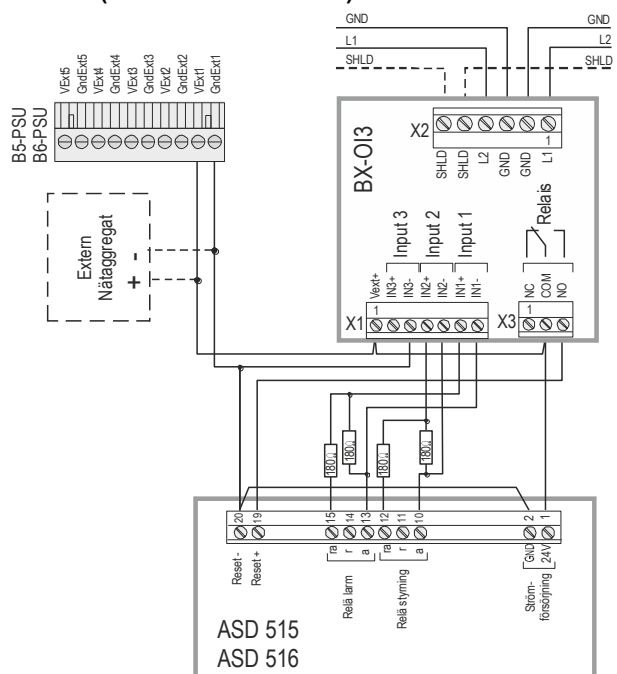 GND
GND
L1
L2
SHLD
SHLD
VExt5
GndExt5
VExt4
GndExt4
VExt3
GndExt3
VExt2
GndExt2
VExt1
GndExt1
B5-PSU
B6-PSU
X2
1
SHLD
SHLD
L2
GND
GND
L1
BX-OI3
Extern
Nätaggregat
+ -
Input 3
Input 2
Input 1
Relais
Vext+
IN3+
IN3-
IN2+
IN2-
IN1+
IN1-
NC
COM
NO
X1
1
X3
1
180Ω
180Ω
180Ω
180Ω
20
19
15
14
13
12
11
10
2
1
Reset -
Reset +
ra
r
a
ra
r
a
GND
24V
Relä larm
Relä styrning
Ström-
försörjning
ASD 515
ASD 516